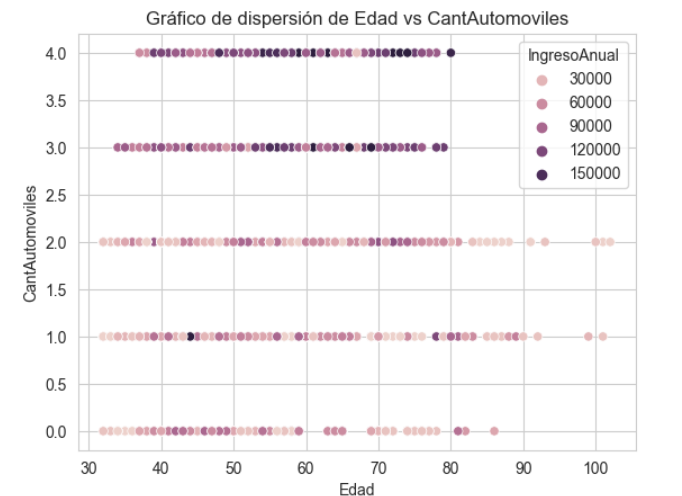 Gráfico de dispersión de Edad vs CantAutomoviles
IngresoAnual
30000
60000
90000
120000
150000
CantAutomoviles
4.0
3.5
3.0
2.5
2.0
1.5
1.0
0.5
0.0
30 40 50 60 70 80 90 100
Edad